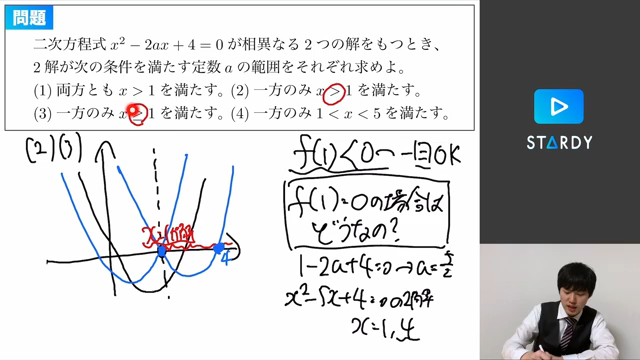 問題
二次方程式 x² − 2ax + 4 = 0 が相異なる 2 つの解をもつとき、
2 解が次の条件を満たす定数 a の範囲をそれぞれ求めよ。
(1) 両方とも x > 1 を満たす。(2) 一方のみ x > 1 を満たす。
(3) 一方のみ x ≥ 1 を満たす。(4) 一方のみ 1 < x < 5 を満たす。
STARDY
(2)(3)
f(1)<0〜一目OK
f(1)=0の場合は
どうなの?
x=1が解
4
1-2a+4=0→a=5/2
x²-5x+4=0の2解
x=1,4